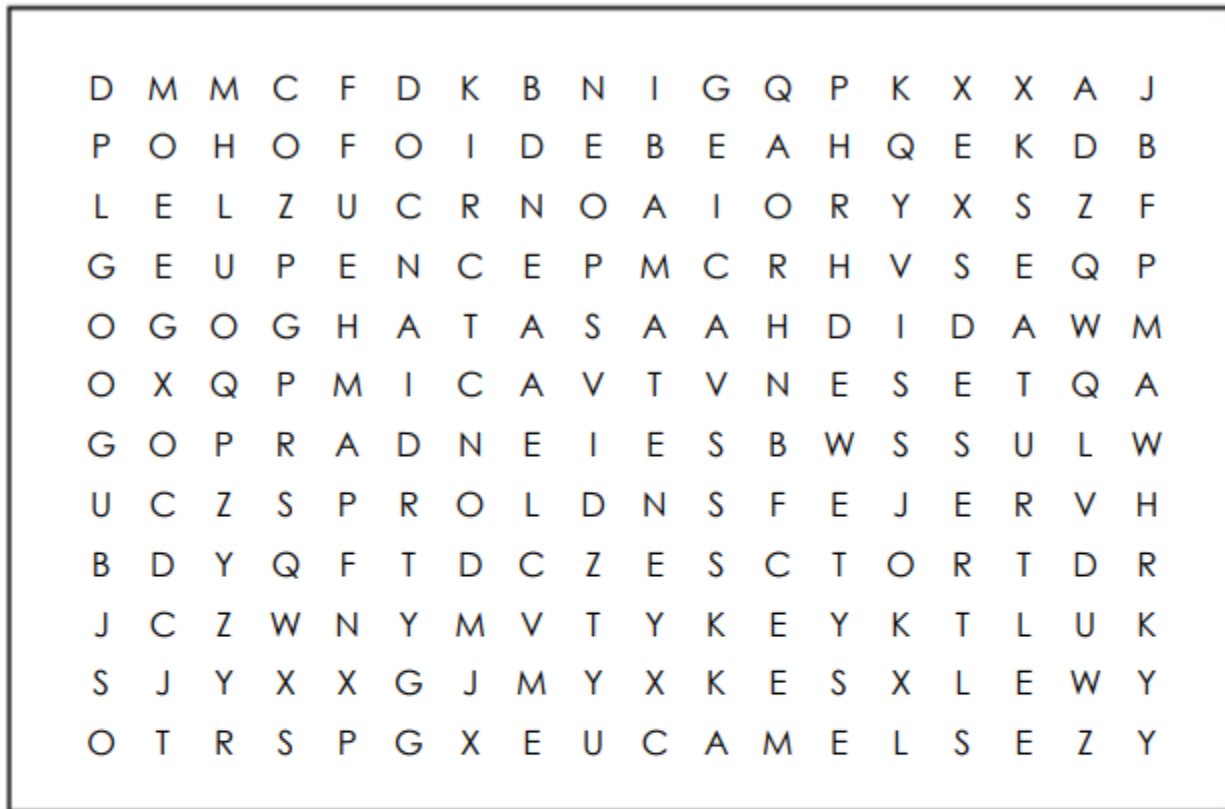 D M M C F D K B N I G Q P K X X A J
P O H O F O I D E B E A H Q E K D B
L E L Z U C R N O A I O R Y X S Z F
G E U P E N C E P M C R H V S E Q P
O G O G H A T A S A A H D I D A W M
O X Q P M I C A V T V N E S E T Q A
G O P R A D N E I E S B W S S U L W
U C Z S P R O L D N S F E J E R V H
B D Y Q F T D C Z E S C T O R T D R
J C Z W N Y M V T Y K E Y K T L U K
S J Y X X G J M Y X K E S X L E W Y
O T R S P G X E U C A M E L S E Z Y